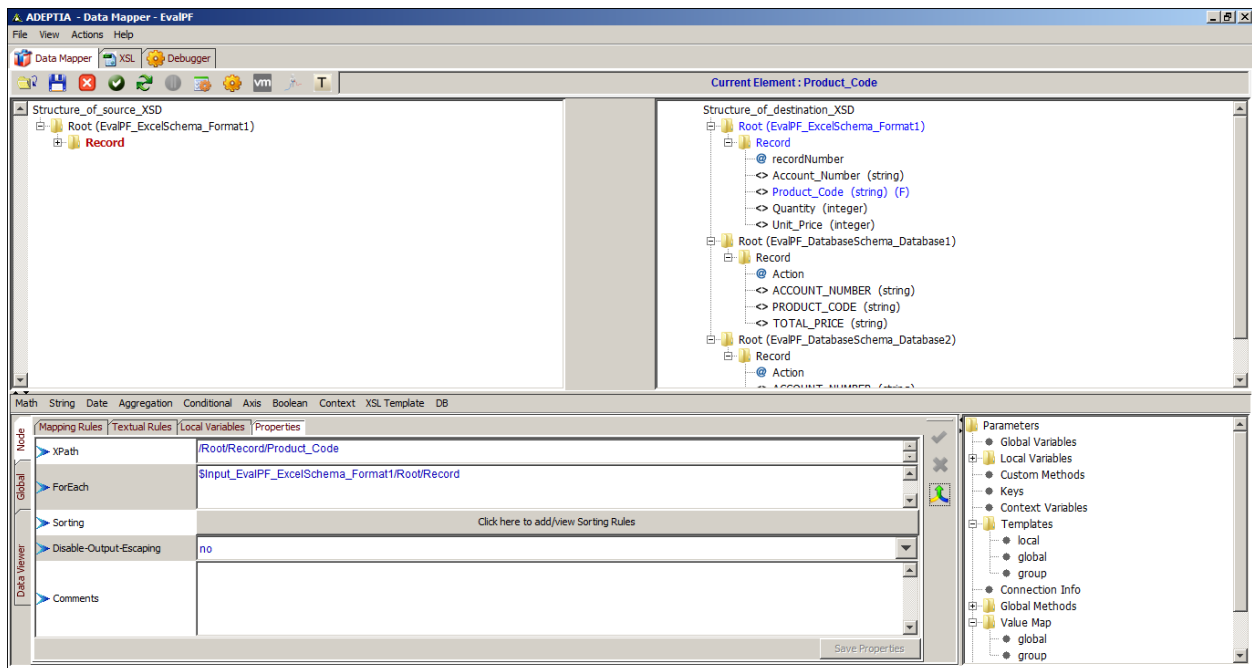 ADEPTIA - Data Mapper - EvalPF
File View Actions Help
Data Mapper XSL Debugger
vm T Current Element : Product_Code
Structure_of_source_XSD
Root (EvalPF_ExcelSchema_Format1)
Record
Structure_of_destination_XSD
Root (EvalPF_ExcelSchema_Format1)
Record
@ recordNumber
<> Account_Number (string)
<> Product_Code (string) (F)
<> Quantity (integer)
<> Unit_Price (integer)
Root (EvalPF_DatabaseSchema_Database1)
Record
@ Action
<> ACCOUNT_NUMBER (string)
<> PRODUCT_CODE (string)
<> TOTAL_PRICE (string)
Root (EvalPF_DatabaseSchema_Database2)
Record
@ Action
<> ACCOUNT_NUMBER (string)
Math String Date Aggregation Conditional Axis Boolean Context XSL Template DB
Node
Global
Data Viewer
Mapping Rules Textual Rules Local Variables Properties
XPath /Root/Record/Product_Code
ForEach $Input_EvalPF_ExcelSchema_Format1/Root/Record
Sorting Click here to add/view Sorting Rules
Disable-Output-Escaping no
Comments
Save Properties
Parameters
Global Variables
Local Variables
Custom Methods
Keys
Context Variables
Templates
local
global
group
Connection Info
Global Methods
Value Map
global
group